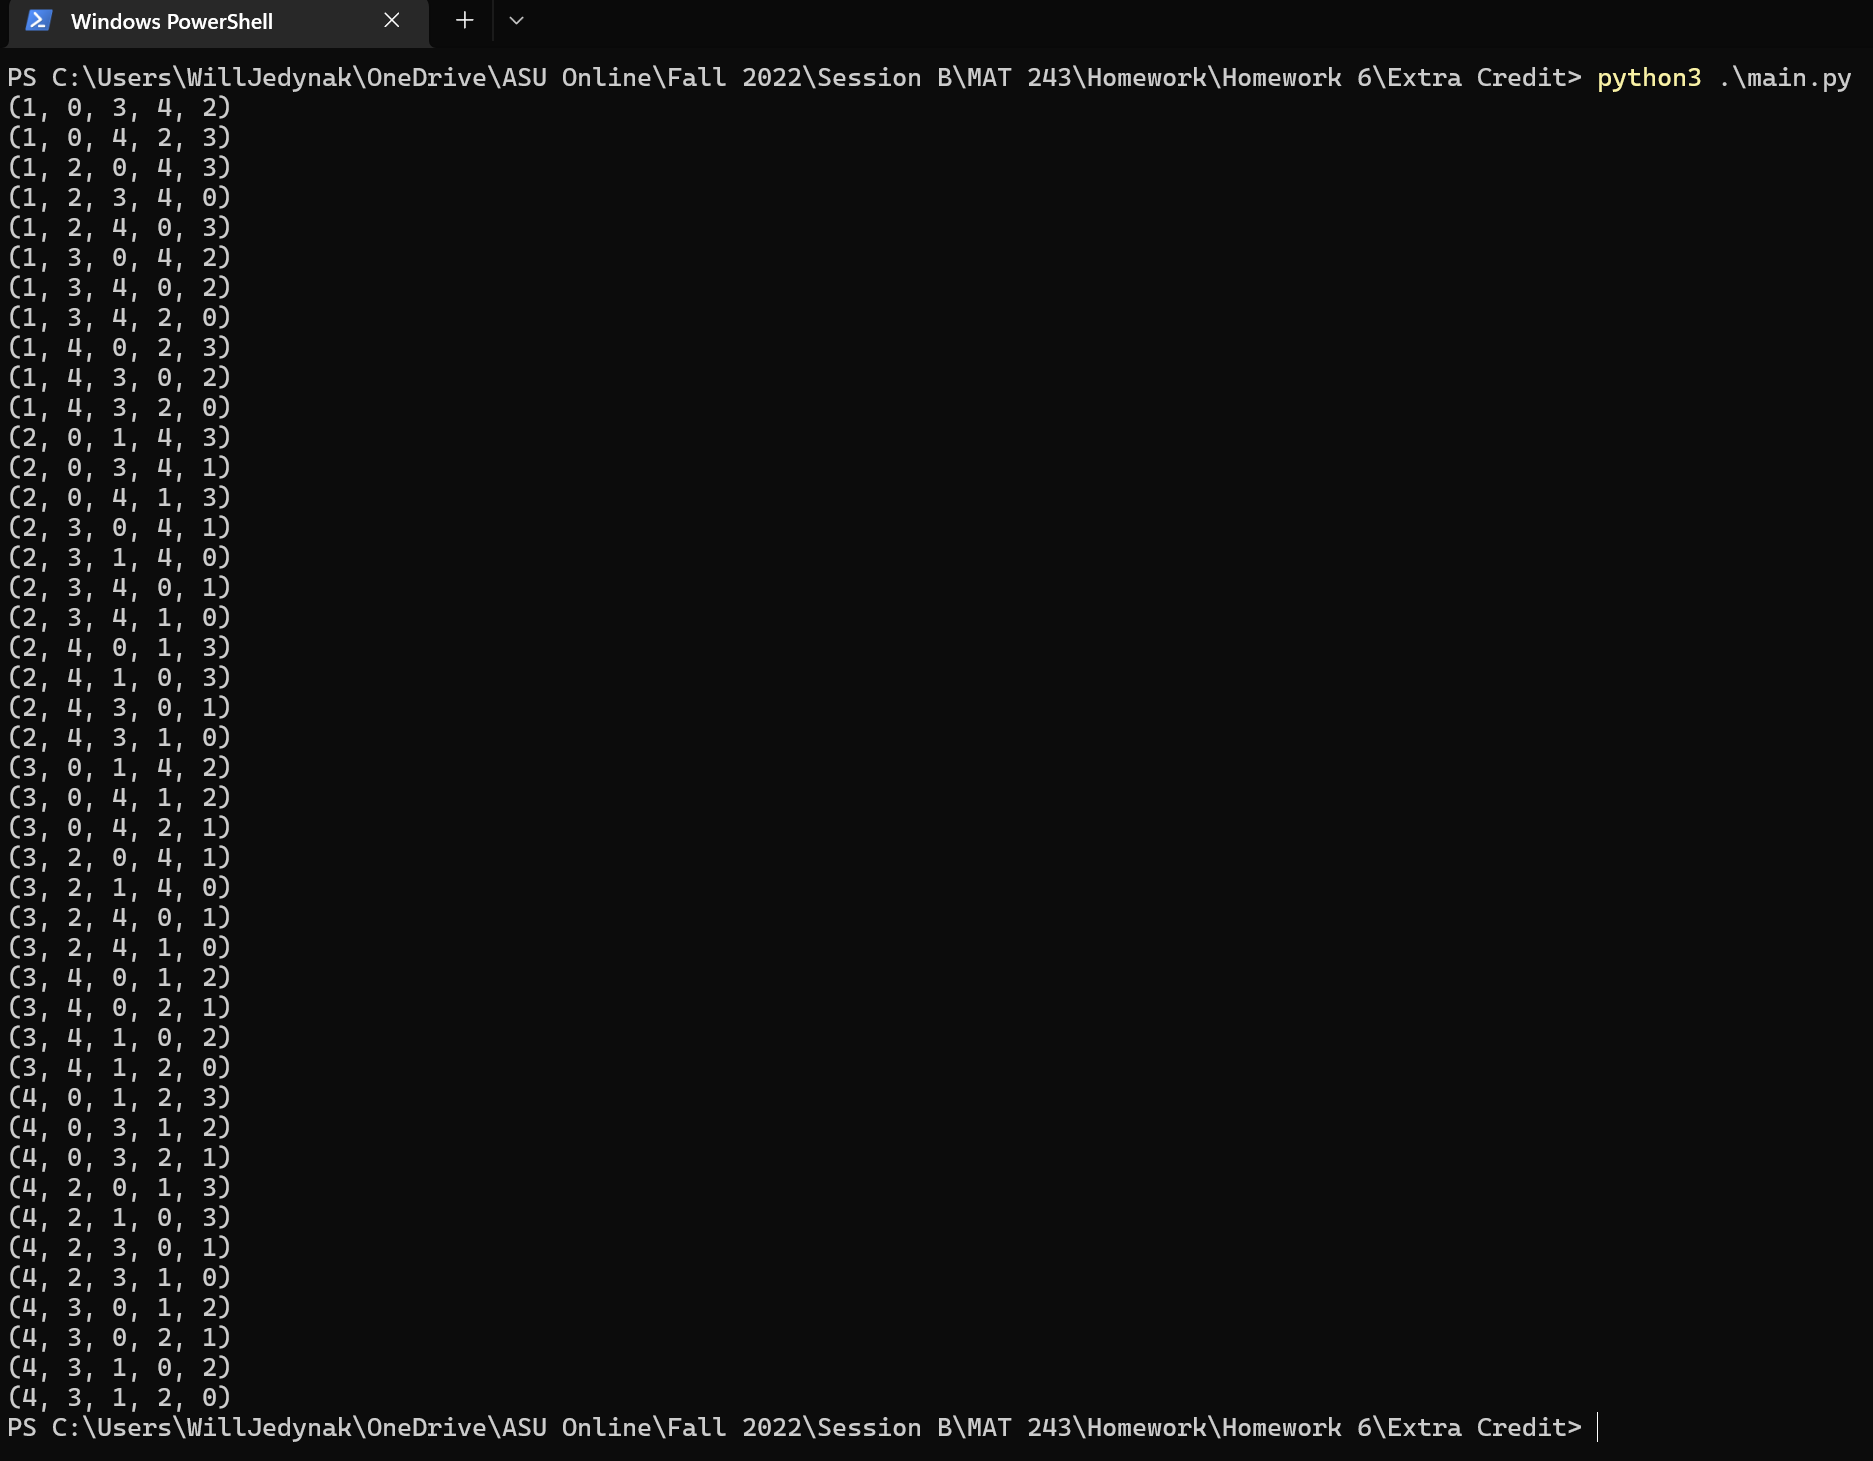 Windows PowerShell
PS C:\Users\WillJedynak\OneDrive\ASU Online\Fall 2022\Session B\MAT 243\Homework\Homework 6\Extra Credit> python3 .\main.py
(1, 0, 3, 4, 2)
(1, 0, 4, 2, 3)
(1, 2, 0, 4, 3)
(1, 2, 3, 4, 0)
(1, 2, 4, 0, 3)
(1, 3, 0, 4, 2)
(1, 3, 4, 0, 2)
(1, 3, 4, 2, 0)
(1, 4, 0, 2, 3)
(1, 4, 3, 0, 2)
(1, 4, 3, 2, 0)
(2, 0, 1, 4, 3)
(2, 0, 3, 4, 1)
(2, 0, 4, 1, 3)
(2, 3, 0, 4, 1)
(2, 3, 1, 4, 0)
(2, 3, 4, 0, 1)
(2, 3, 4, 1, 0)
(2, 4, 0, 1, 3)
(2, 4, 1, 0, 3)
(2, 4, 3, 0, 1)
(2, 4, 3, 1, 0)
(3, 0, 1, 4, 2)
(3, 0, 4, 1, 2)
(3, 0, 4, 2, 1)
(3, 2, 0, 4, 1)
(3, 2, 1, 4, 0)
(3, 2, 4, 0, 1)
(3, 2, 4, 1, 0)
(3, 4, 0, 1, 2)
(3, 4, 0, 2, 1)
(3, 4, 1, 0, 2)
(3, 4, 1, 2, 0)
(4, 0, 1, 2, 3)
(4, 0, 3, 1, 2)
(4, 0, 3, 2, 1)
(4, 2, 0, 1, 3)
(4, 2, 1, 0, 3)
(4, 2, 3, 0, 1)
(4, 2, 3, 1, 0)
(4, 3, 0, 1, 2)
(4, 3, 0, 2, 1)
(4, 3, 1, 0, 2)
(4, 3, 1, 2, 0)
PS C:\Users\WillJedynak\OneDrive\ASU Online\Fall 2022\Session B\MAT 243\Homework\Homework 6\Extra Credit>